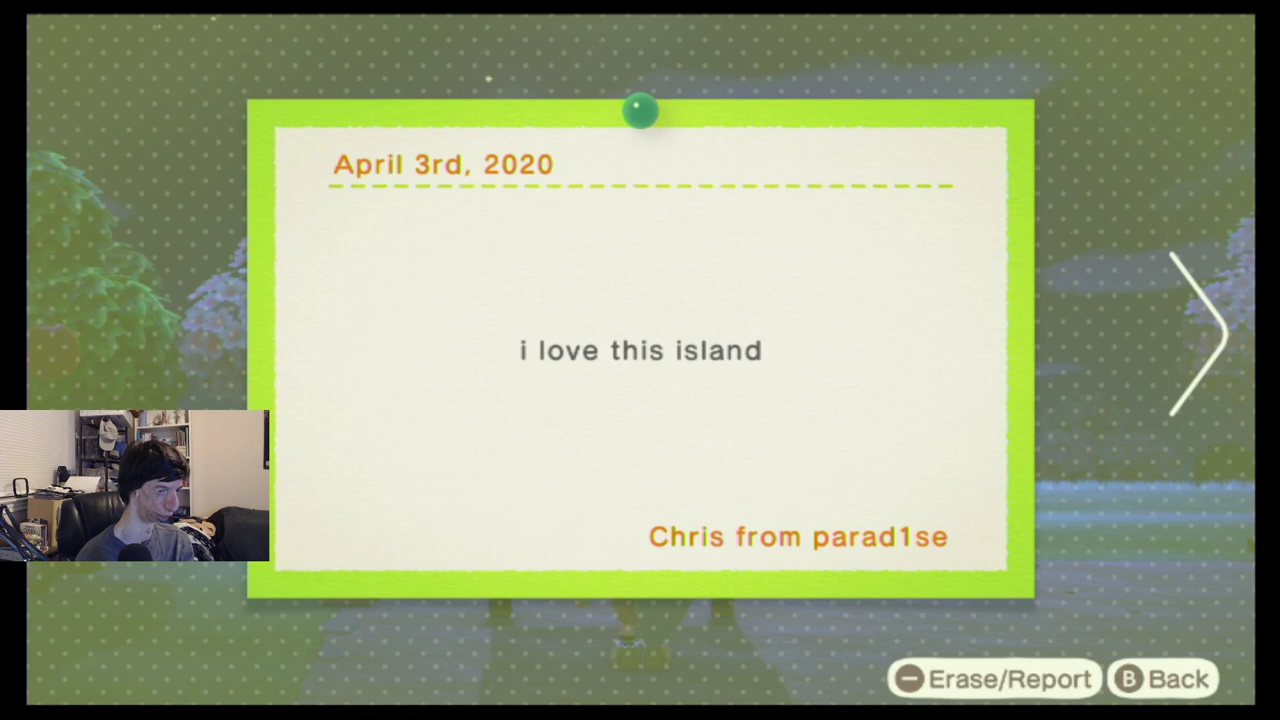 April 3rd, 2020
i love this island
Chris from parad1se
Erase/Report
B Back